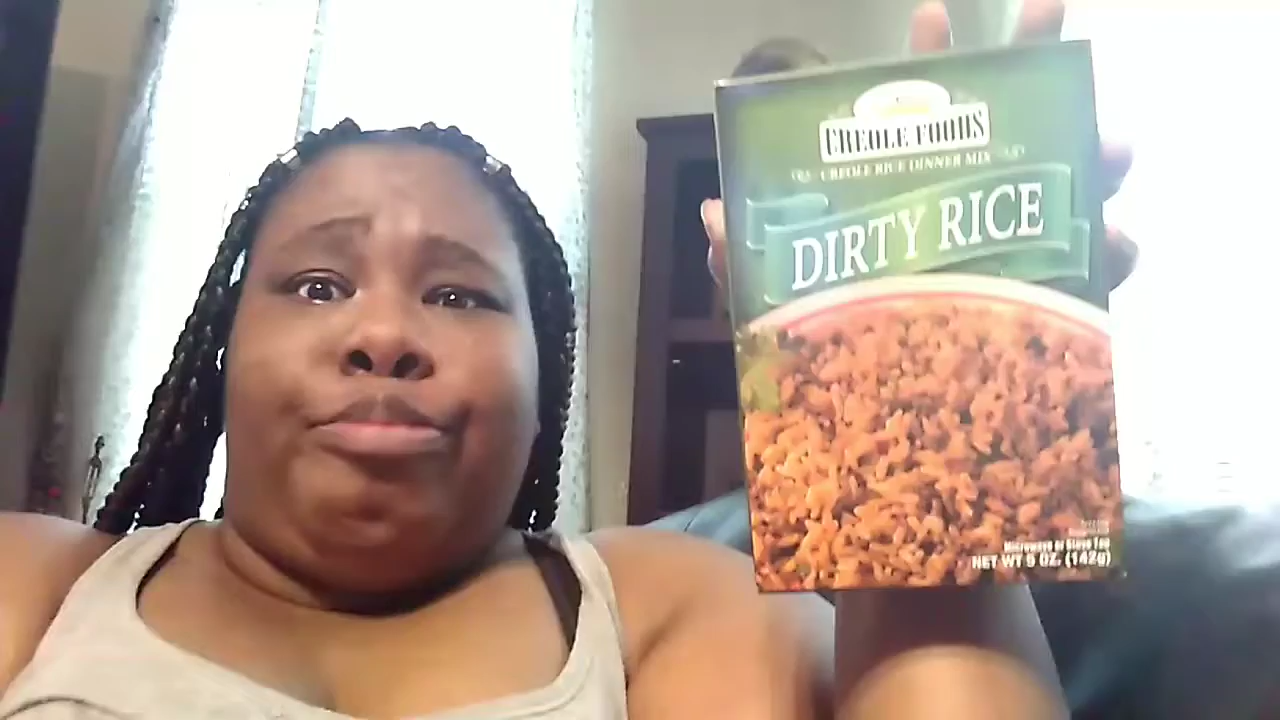 CREOLE FOODS
CREOLE RICE DINNER MIX
DIRTY RICE
Microwave or Stove Top
NET WT 5 OZ. (142g)